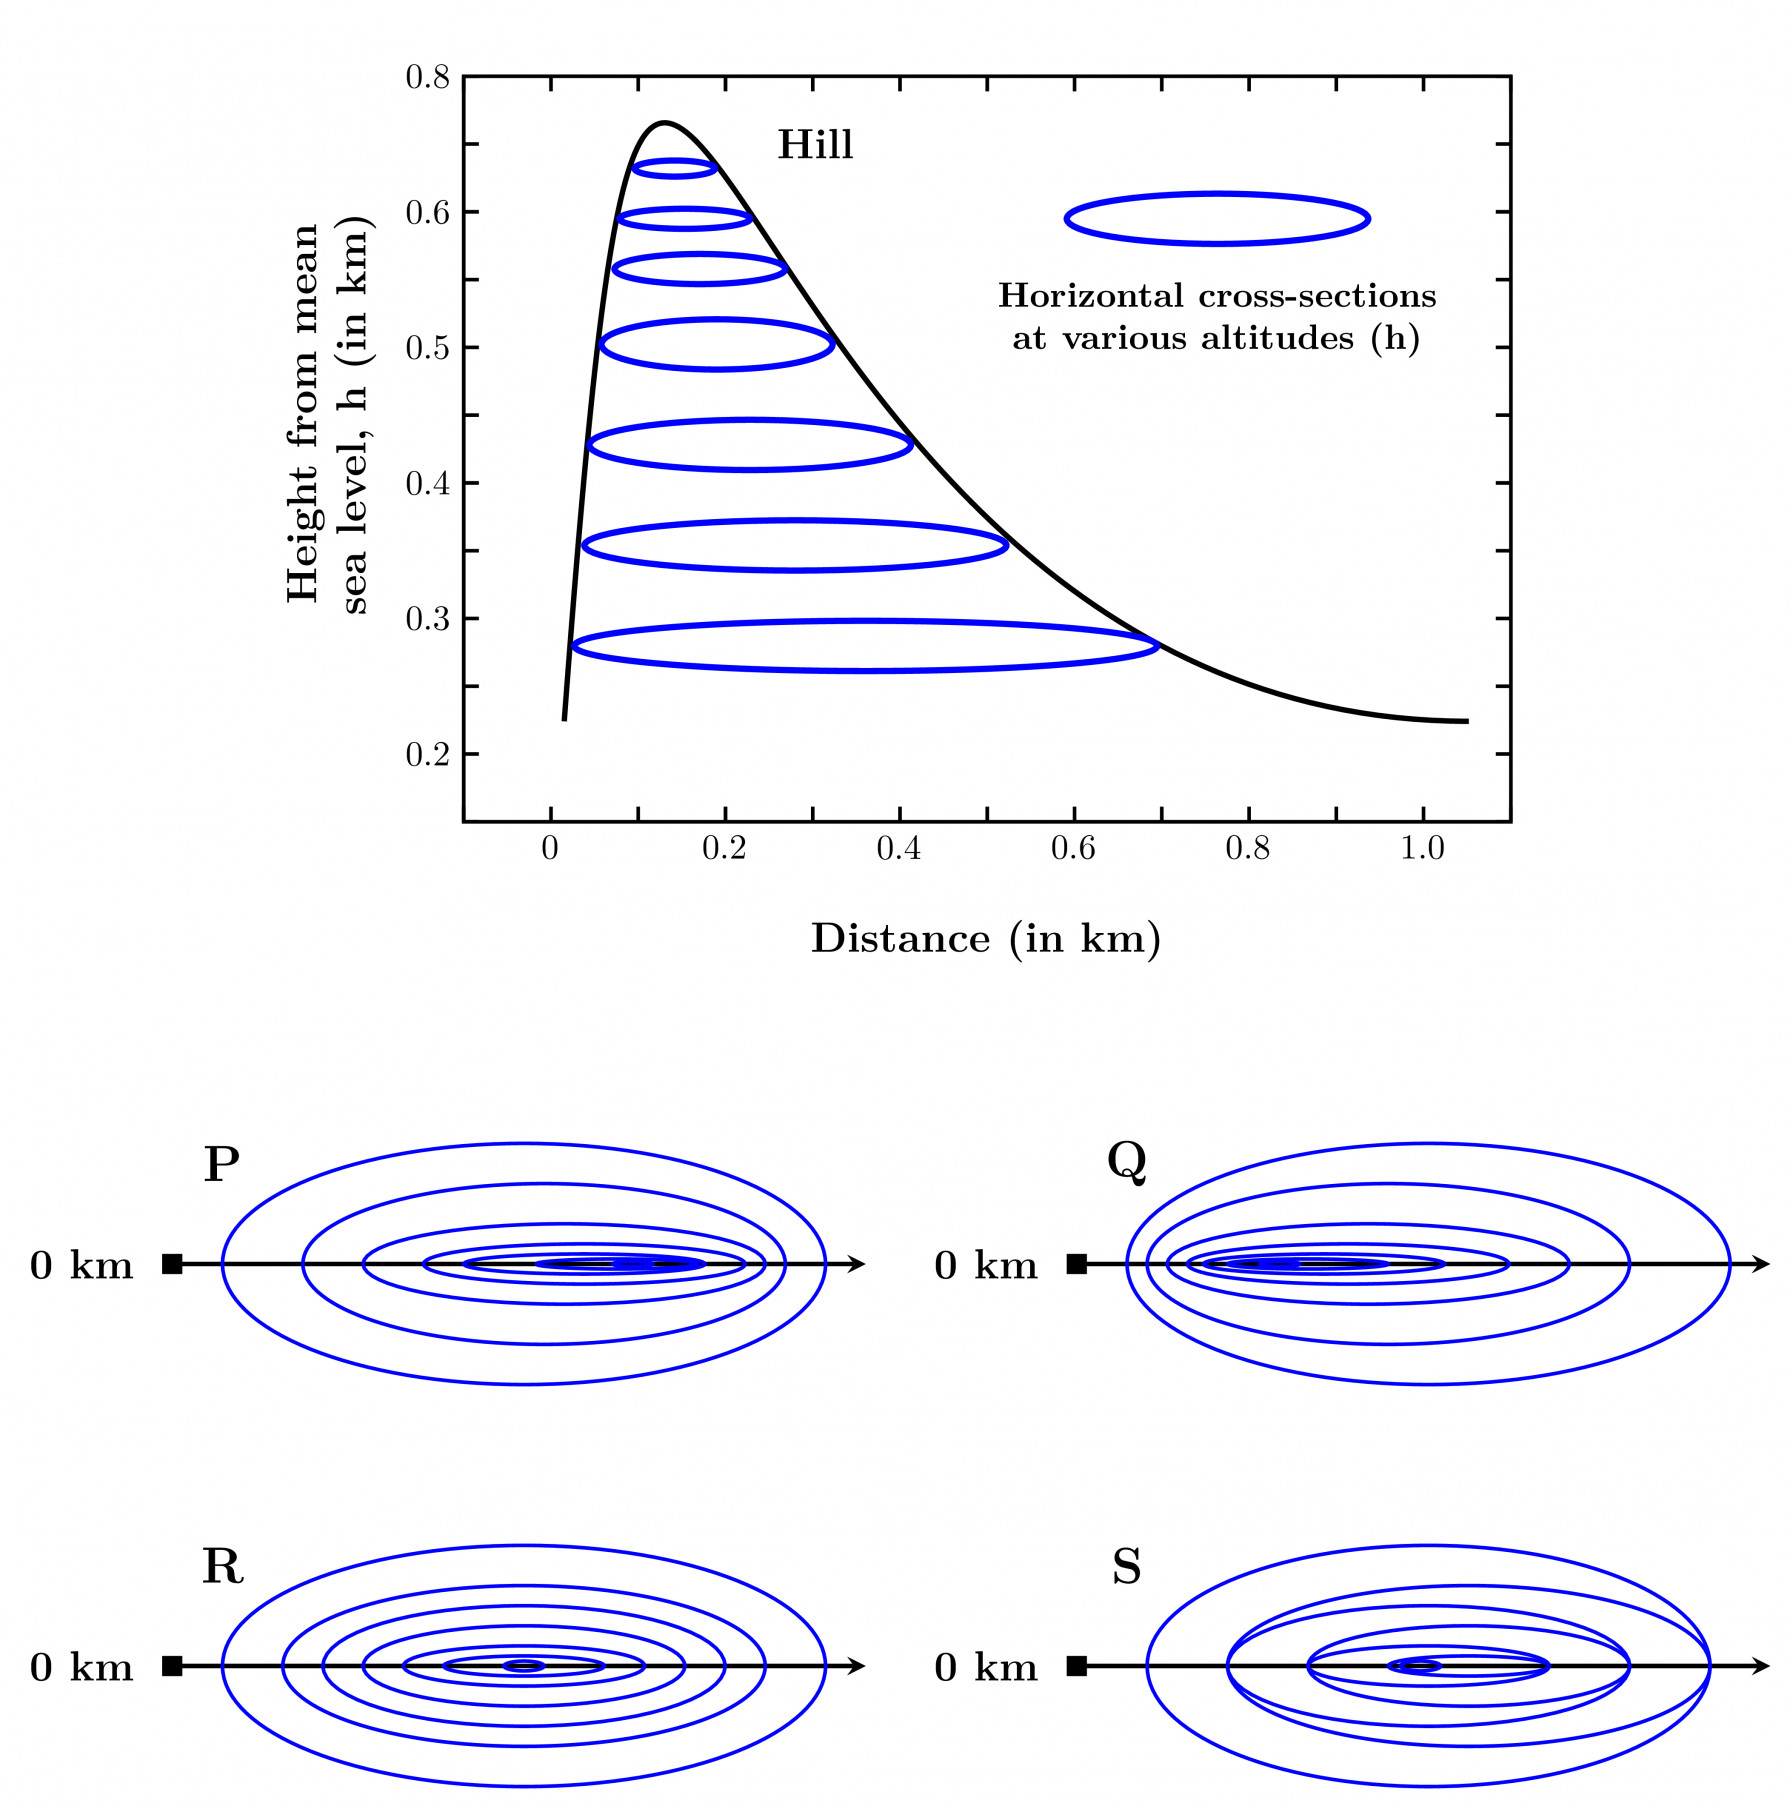 0.8
0.6
0.5
0.4
0.3
0.2
Height from mean
sea level, h (in km)
Hill
Horizontal cross-sections
at various altitudes (h)
0 0.2 0.4 0.6 0.8 1.0
Distance (in km)
P
0 km
Q
0 km
R
0 km
S
0 km